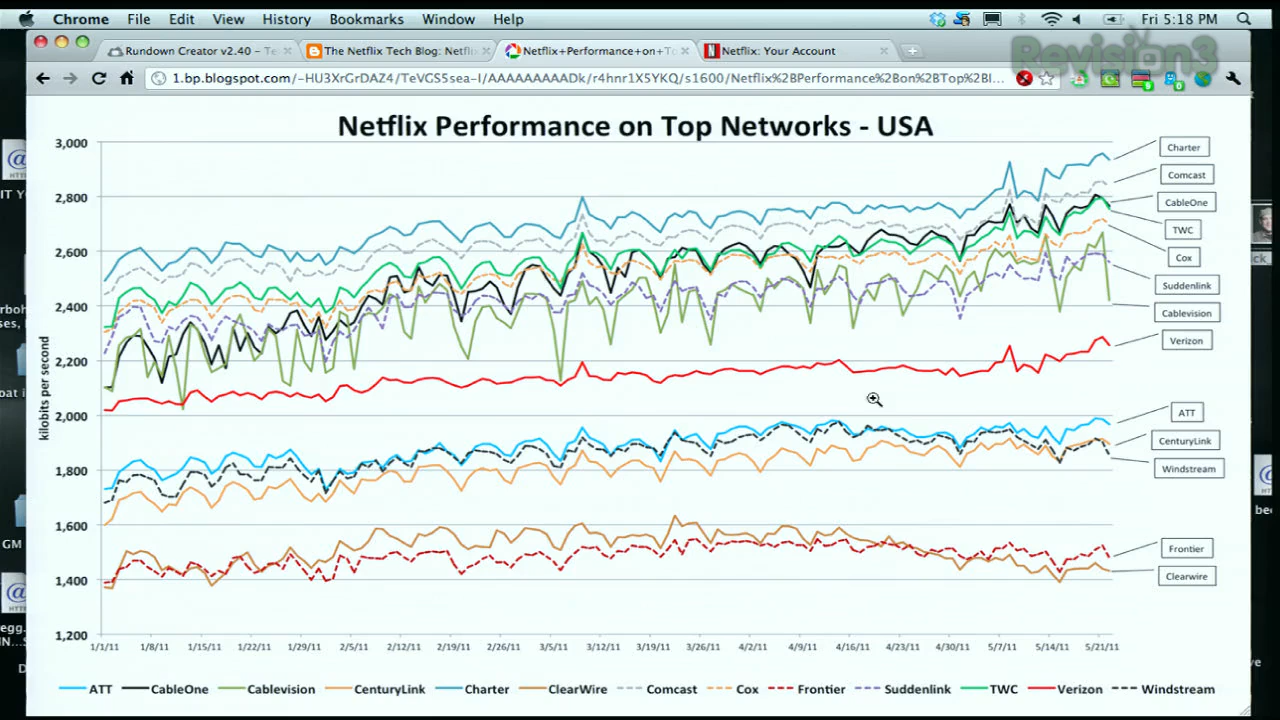 Chrome File Edit View History Bookmarks Window Help Fri 5:18 PM
Revision3
Rundown Creator v2.40 – Te
The Netflix Tech Blog: Netfli
Netflix+Performance+on+To
Netflix: Your Account
1.bp.blogspot.com/-HU3XrGrDAZ4/TeVGS5sea-I/AAAAAAAAADk/r4hnr1X5YKQ/s1600/Netflix%2BPerformance%2Bon%2BTop%2BI...
Netflix Performance on Top Networks - USA
kilobits per second
3,000
2,800
2,600
2,400
2,200
2,000
1,800
1,600
1,400
1,200
Charter
Comcast
CableOne
TWC
Cox
Suddenlink
Cablevision
Verizon
ATT
CenturyLink
Windstream
Frontier
Clearwire
1/1/11 1/8/11 1/15/11 1/22/11 1/29/11 2/5/11 2/12/11 2/19/11 2/26/11 3/5/11 3/12/11 3/19/11 3/26/11 4/2/11 4/9/11 4/16/11 4/23/11 4/30/11 5/7/11 5/14/11 5/21/11
ATT CableOne Cablevision CenturyLink Charter ClearWire Comcast Cox Frontier Suddenlink TWC Verizon Windstream
IT Y
GM